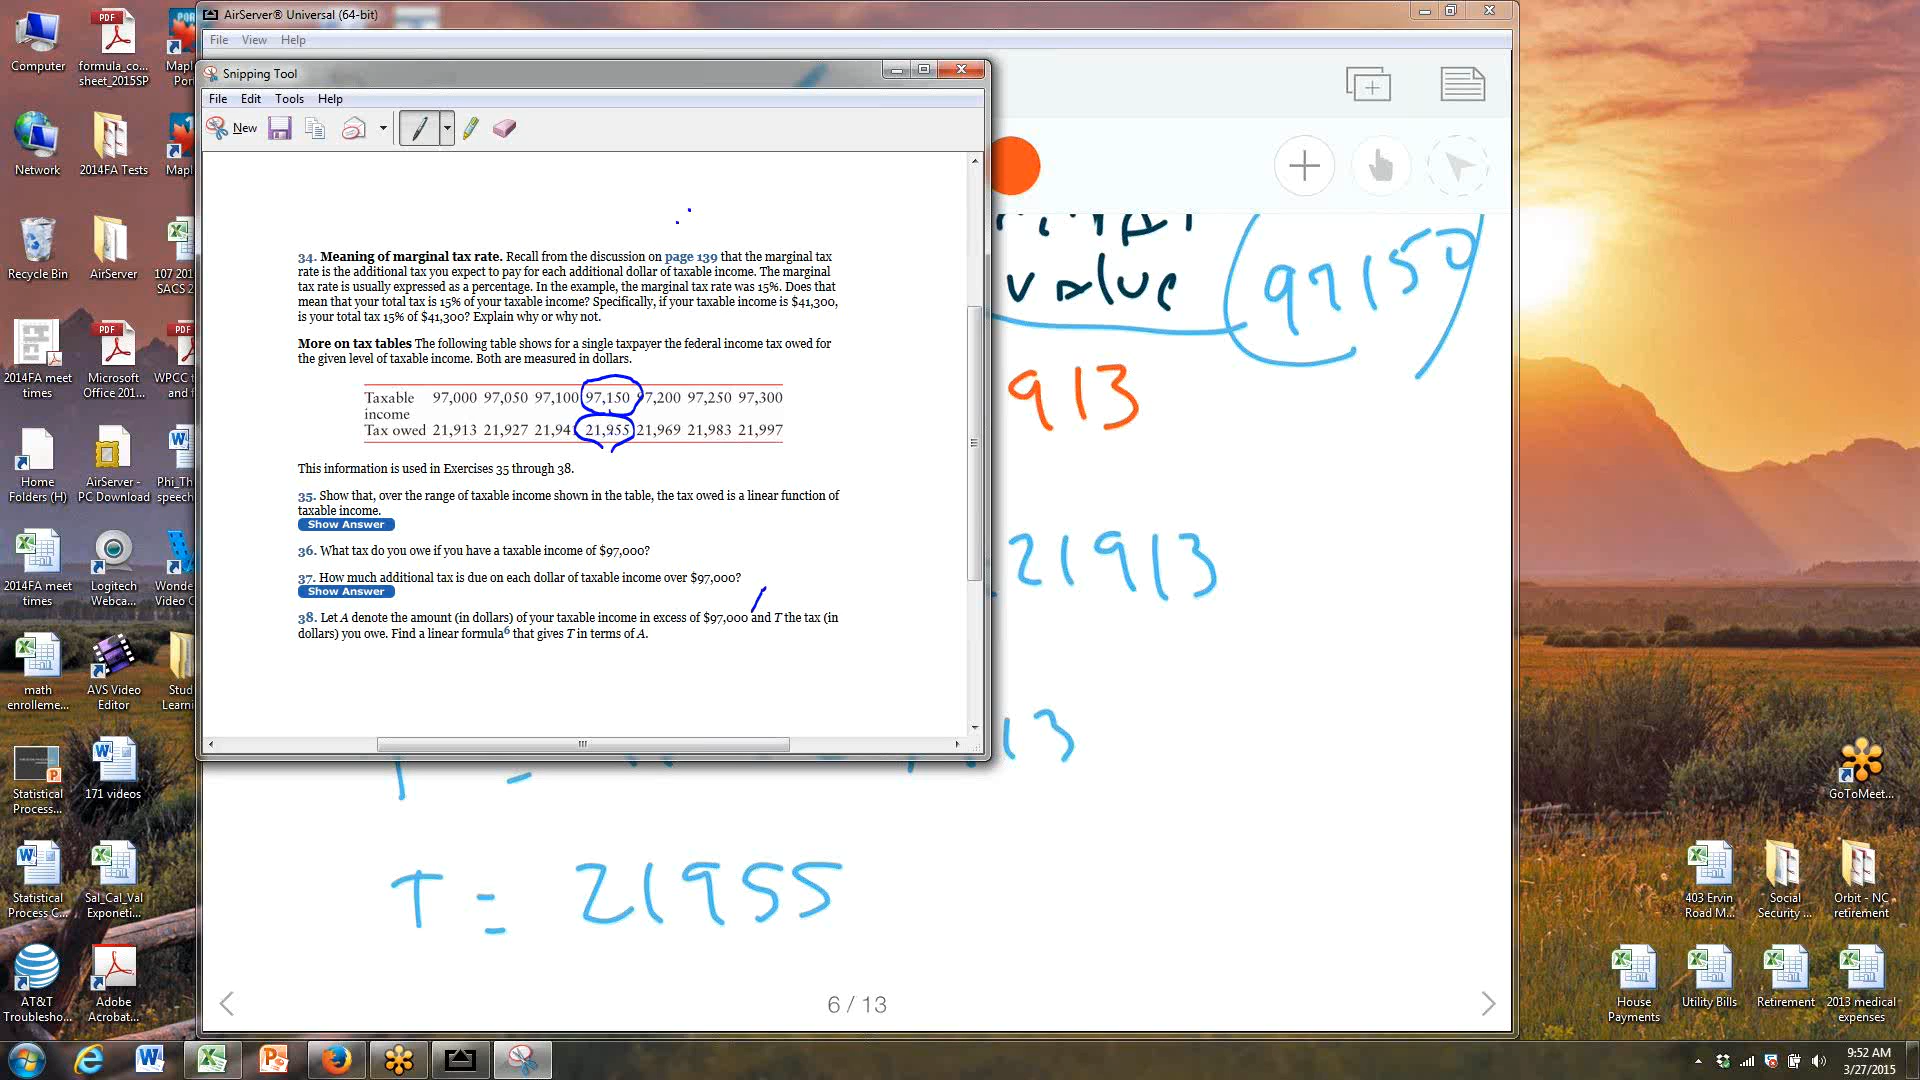 AirServer® Universal (64-bit)
File View Help
Snipping Tool
File Edit Tools Help
New
34. Meaning of marginal tax rate. Recall from the discussion on page 139 that the marginal tax
rate is the additional tax you expect to pay for each additional dollar of taxable income. The marginal
tax rate is usually expressed as a percentage. In the example, the marginal tax rate was 15%. Does that
mean that your total tax is 15% of your taxable income? Specifically, if your taxable income is $41,300,
is your total tax 15% of $41,300? Explain why or why not.
More on tax tables The following table shows for a single taxpayer the federal income tax owed for
the given level of taxable income. Both are measured in dollars.
Taxable income 97,000 97,050 97,100 97,150 97,200 97,250 97,300
Tax owed 21,913 21,927 21,941 21,955 21,969 21,983 21,997
This information is used in Exercises 35 through 38.
35. Show that, over the range of taxable income shown in the table, the tax owed is a linear function of
taxable income.
Show Answer
36. What tax do you owe if you have a taxable income of $97,000?
37. How much additional tax is due on each dollar of taxable income over $97,000?
Show Answer
38. Let A denote the amount (in dollars) of your taxable income in excess of $97,000 and T the tax (in
dollars) you owe. Find a linear formula6 that gives T in terms of A.
value
97150
913
21913
13
T = 21955
6 / 13
Computer
formula_co...
sheet_2015SP
Network
2014FA Tests
Recycle Bin
AirServer
107 201
SACS 2
2014FA meet
times
Microsoft
Office 201...
WPCC t
and f
Home
Folders (H)
AirServer -
PC Download
Phi_Th
speech
2014FA meet
times
Logitech
Webca...
Wonde
Video C
math
enrolleme...
AVS Video
Editor
Stud
Learni
Statistical
Process...
171 videos
Statistical
Process C...
Sal_Cal_Val
Exponeti...
AT&T
Troublesho...
Adobe
Acrobat...
GoToMeet...
403 Ervin
Road M...
Social
Security ...
Orbit - NC
retirement
House
Payments
Utility Bills
Retirement
2013 medical
expenses
9:52 AM
3/27/2015